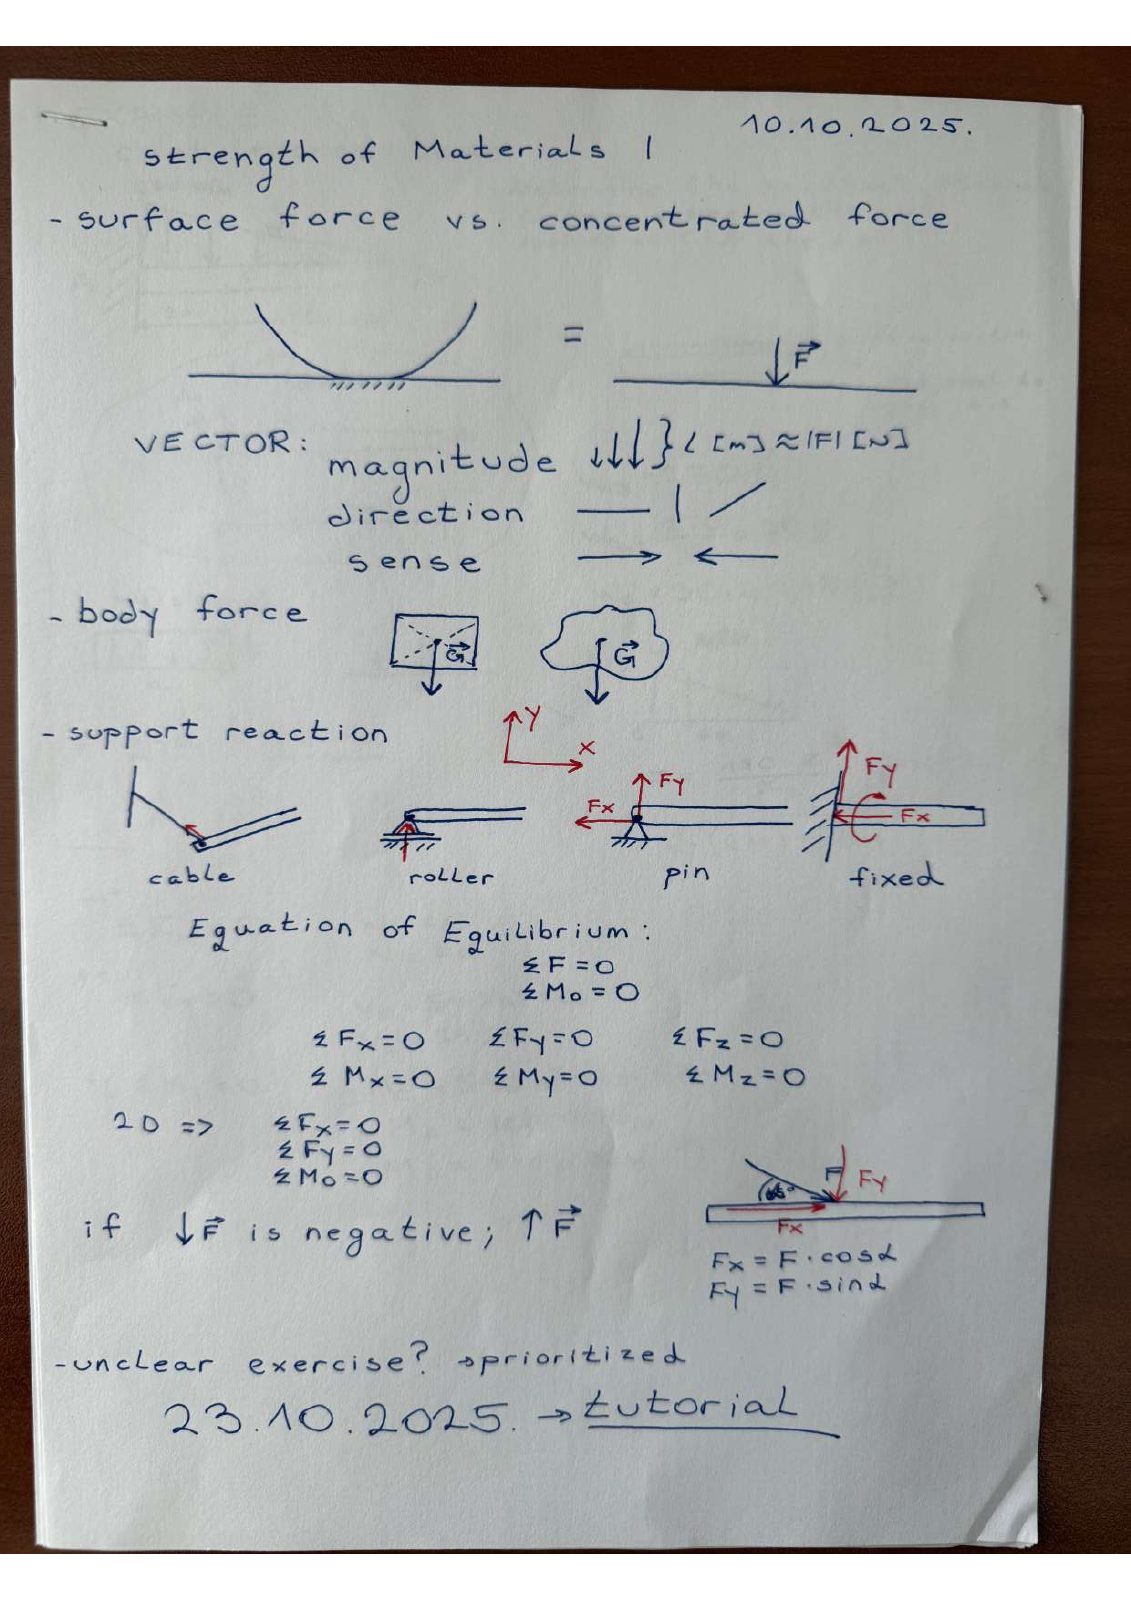 10.10.2025.
strength of Materials I
- surface force vs. concentrated force
=
F
VECTOR:
magnitude } L [m] ≈ |F| [N]
direction
sense
- body force
G G
- support reaction
Y
X
Fy
Fx
Fy
Fx
cable roller pin fixed
Equation of Equilibrium:
ΣF = 0
ΣMo = 0
ΣFx = 0 ΣFy = 0 ΣFz = 0
ΣMx = 0 ΣMy = 0 ΣMz = 0
2D => ΣFx = 0
ΣFy = 0
ΣMo = 0
F Fy
Fx
if ↓F is negative; ↑F
Fx = F · cosα
Fy = F · sinα
- unclear exercise? → prioritized
23.10.2025. → tutorial